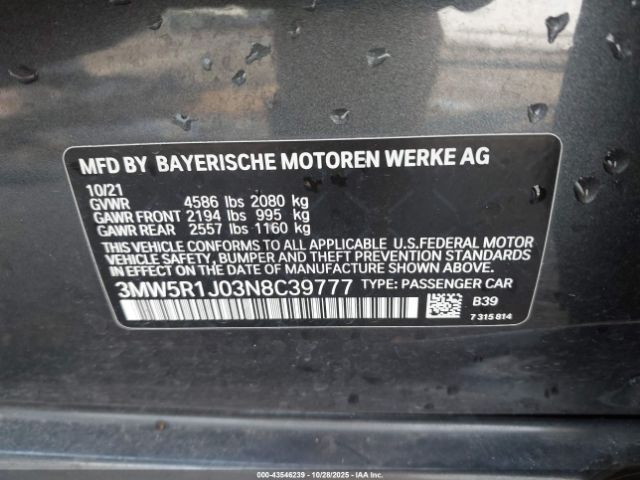 MFD BY BAYERISCHE MOTOREN WERKE AG
10/21
GVWR 4586 lbs 2080 kg
GAWR FRONT 2194 lbs 995 kg
GAWR REAR 2557 lbs 1160 kg
THIS VEHICLE CONFORMS TO ALL APPLICABLE U.S.FEDERAL MOTOR
VEHICLE SAFETY, BUMPER AND THEFT PREVENTION STANDARDS
IN EFFECT ON THE DATE OF MANUFACTURE SHOWN ABOVE.
3MW5R1J03N8C39777 TYPE: PASSENGER CAR
B39
7 315 814
000-43546239 - 10/28/2025 - IAA Inc.